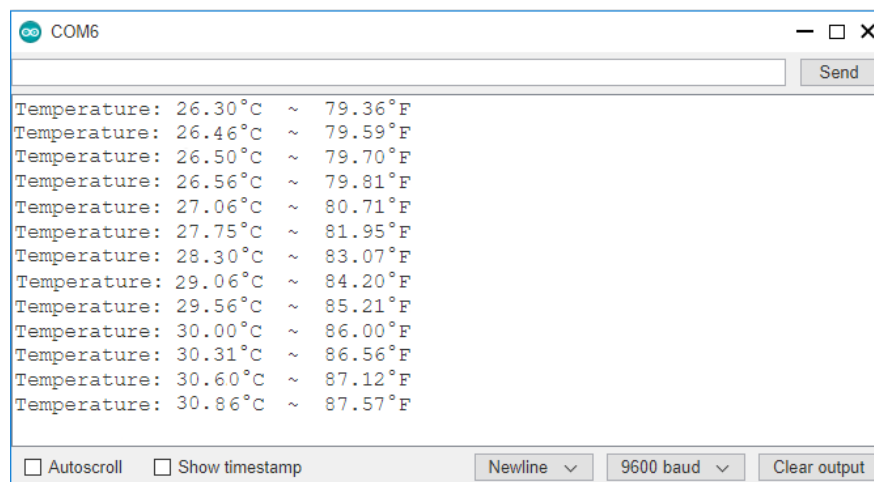 COM6
Send
Temperature: 26.30°C  ~  79.36°F
Temperature: 26.46°C  ~  79.59°F
Temperature: 26.50°C  ~  79.70°F
Temperature: 26.56°C  ~  79.81°F
Temperature: 27.06°C  ~  80.71°F
Temperature: 27.75°C  ~  81.95°F
Temperature: 28.30°C  ~  83.07°F
Temperature: 29.06°C  ~  84.20°F
Temperature: 29.56°C  ~  85.21°F
Temperature: 30.00°C  ~  86.00°F
Temperature: 30.31°C  ~  86.56°F
Temperature: 30.60°C  ~  87.12°F
Temperature: 30.86°C  ~  87.57°F
Autoscroll Show timestamp Newline 9600 baud Clear output